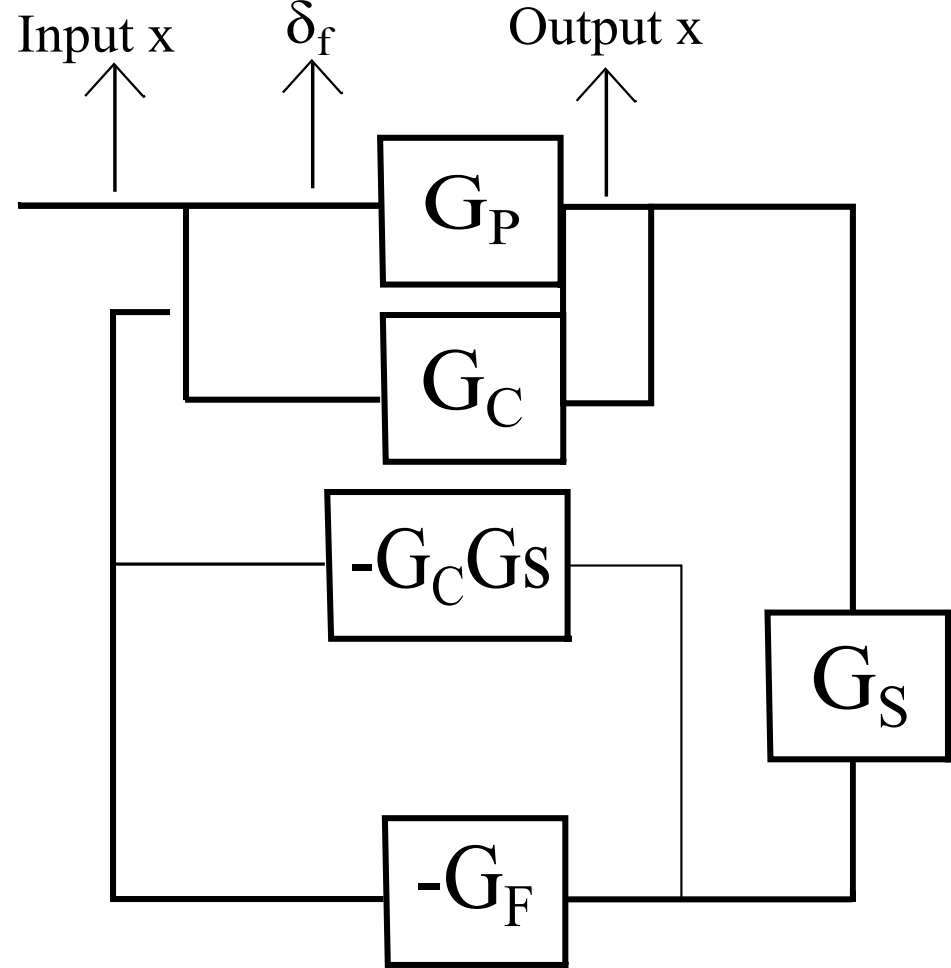 Input x
δf
Output x
GP
GC
-GCGs
GS
-GF